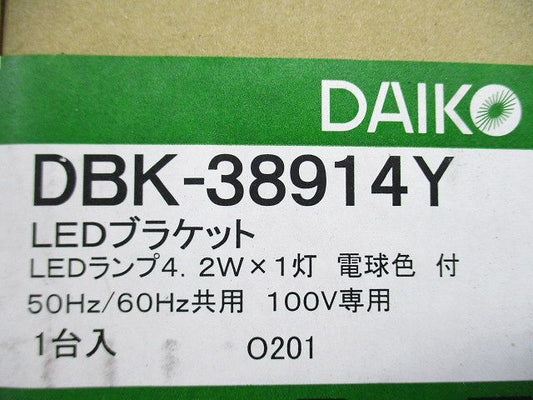 DAIKO
DBK-38914Y
LEDブラケット
LEDランプ4.2W×1灯 電球色 付
50Hz/60Hz共用 100V専用
1台入 O201